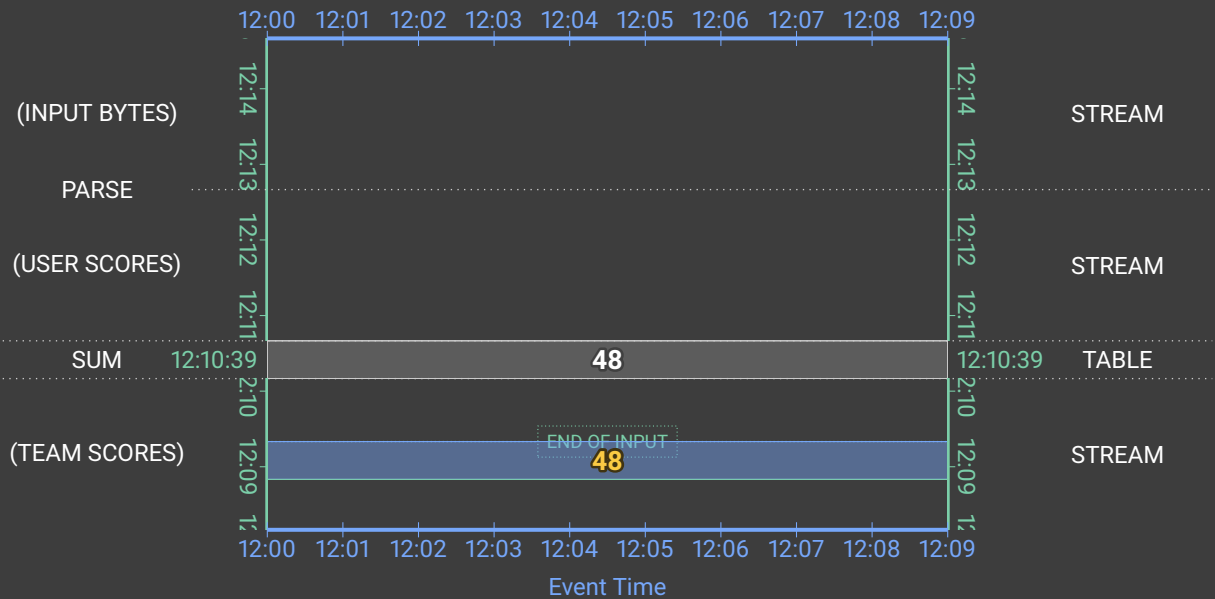 12:00 12:01 12:02 12:03 12:04 12:05 12:06 12:07 12:08 12:09
12:14 12:14
(INPUT BYTES) STREAM
12:13 12:13
PARSE
12:12 12:12
(USER SCORES) STREAM
12:11 12:11
SUM 12:10:39 48 12:10:39 TABLE
2:10 2:10
END OF INPUT
(TEAM SCORES) 48 STREAM
12:09 12:09
12: 12:
12:00 12:01 12:02 12:03 12:04 12:05 12:06 12:07 12:08 12:09
Event Time